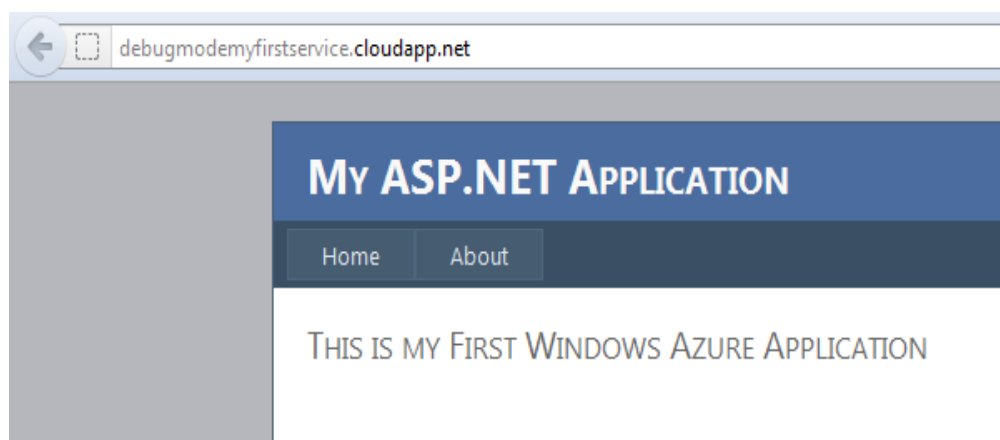 debugmodemyfirstservice.cloudapp.net
My ASP.NET Application
Home About
This is my First Windows Azure Application